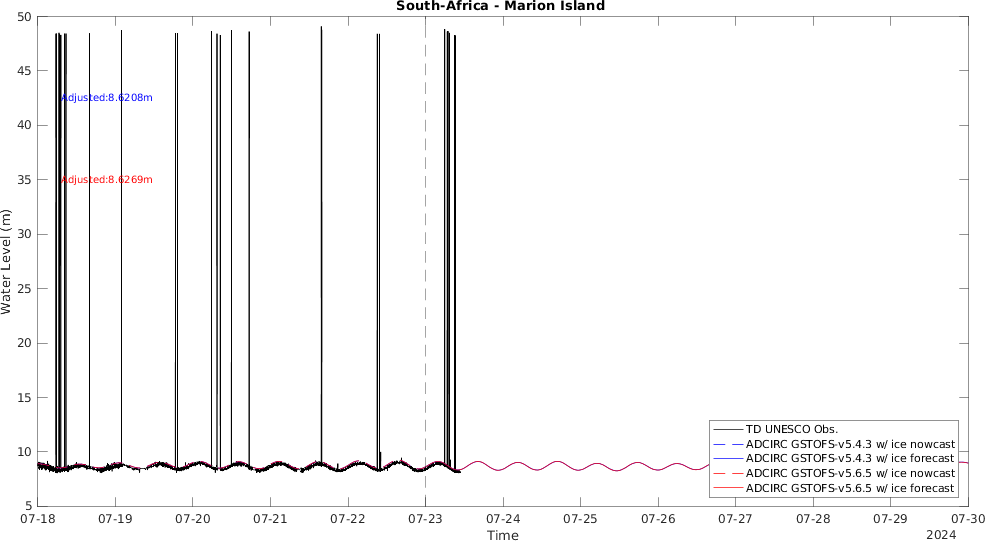 South-Africa - Marion Island
50
45
40
35
30
25
20
15
10
5
Water Level (m)
Adjusted:8.6208m
Adjusted:8.6269m
TD UNESCO Obs.
ADCIRC GSTOFS-v5.4.3 w/ ice nowcast
ADCIRC GSTOFS-v5.4.3 w/ ice forecast
ADCIRC GSTOFS-v5.6.5 w/ ice nowcast
ADCIRC GSTOFS-v5.6.5 w/ ice forecast
07-18 07-19 07-20 07-21 07-22 07-23 07-24 07-25 07-26 07-27 07-28 07-29 07-30
Time
2024